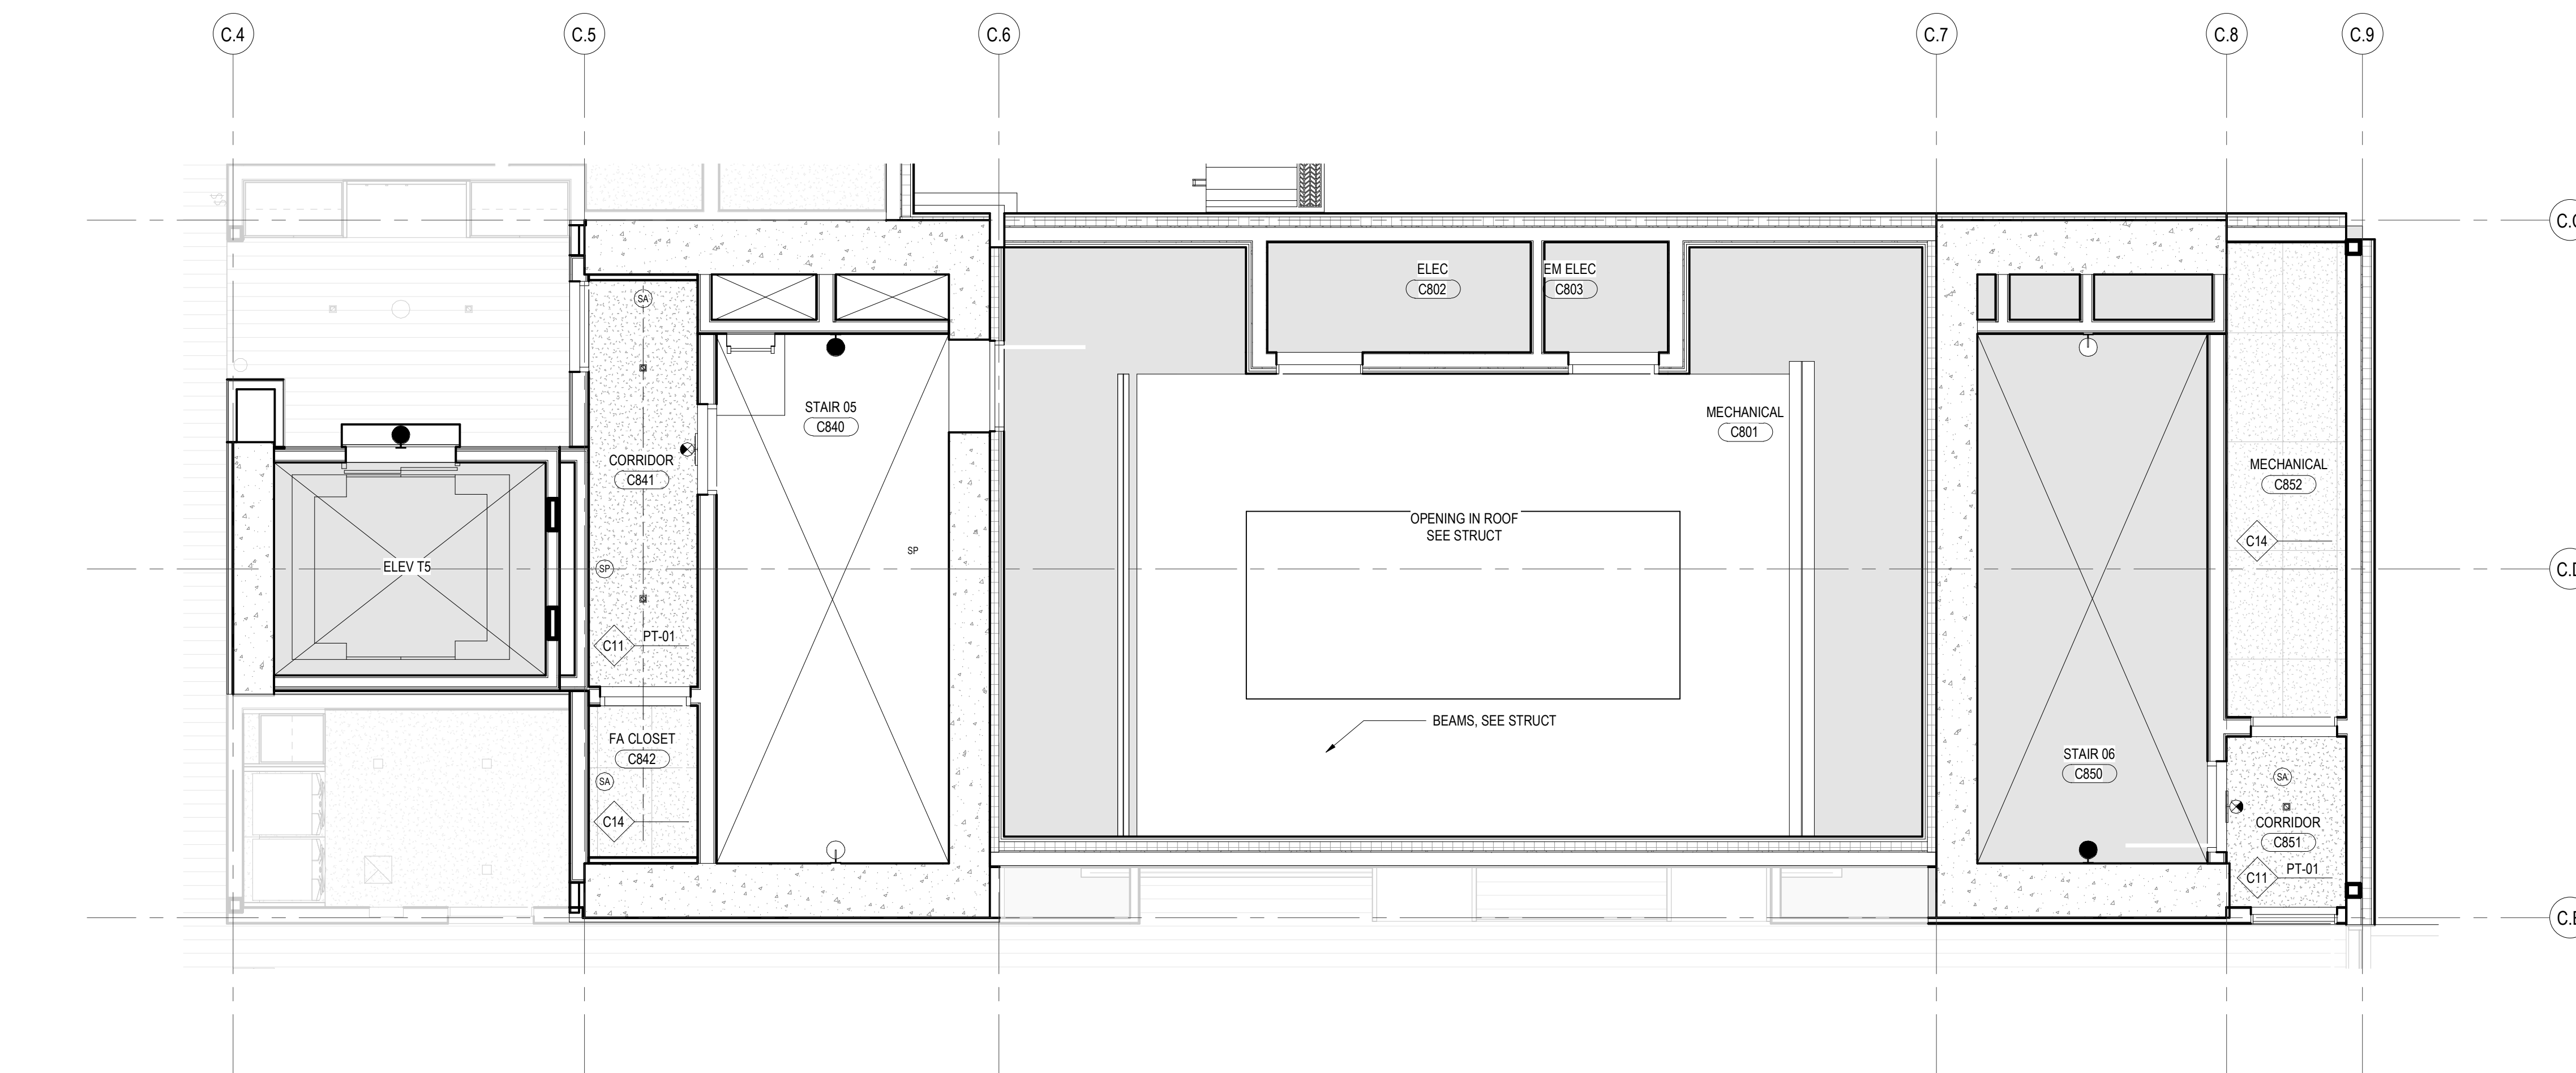 C.4
C.5
C.6
C.7
C.8
C.9
ELEC
C802
EM ELEC
C803
SA
STAIR 05
C840
MECHANICAL
C801
CORRIDOR
C841
MECHANICAL
C852
OPENING IN ROOF
SEE STRUCT
C14
SP
ELEV T5
SP
C11
PT-01
BEAMS, SEE STRUCT
FA CLOSET
C842
STAIR 06
C850
SA
SA
C14
CORRIDOR
C851
C11
PT-01